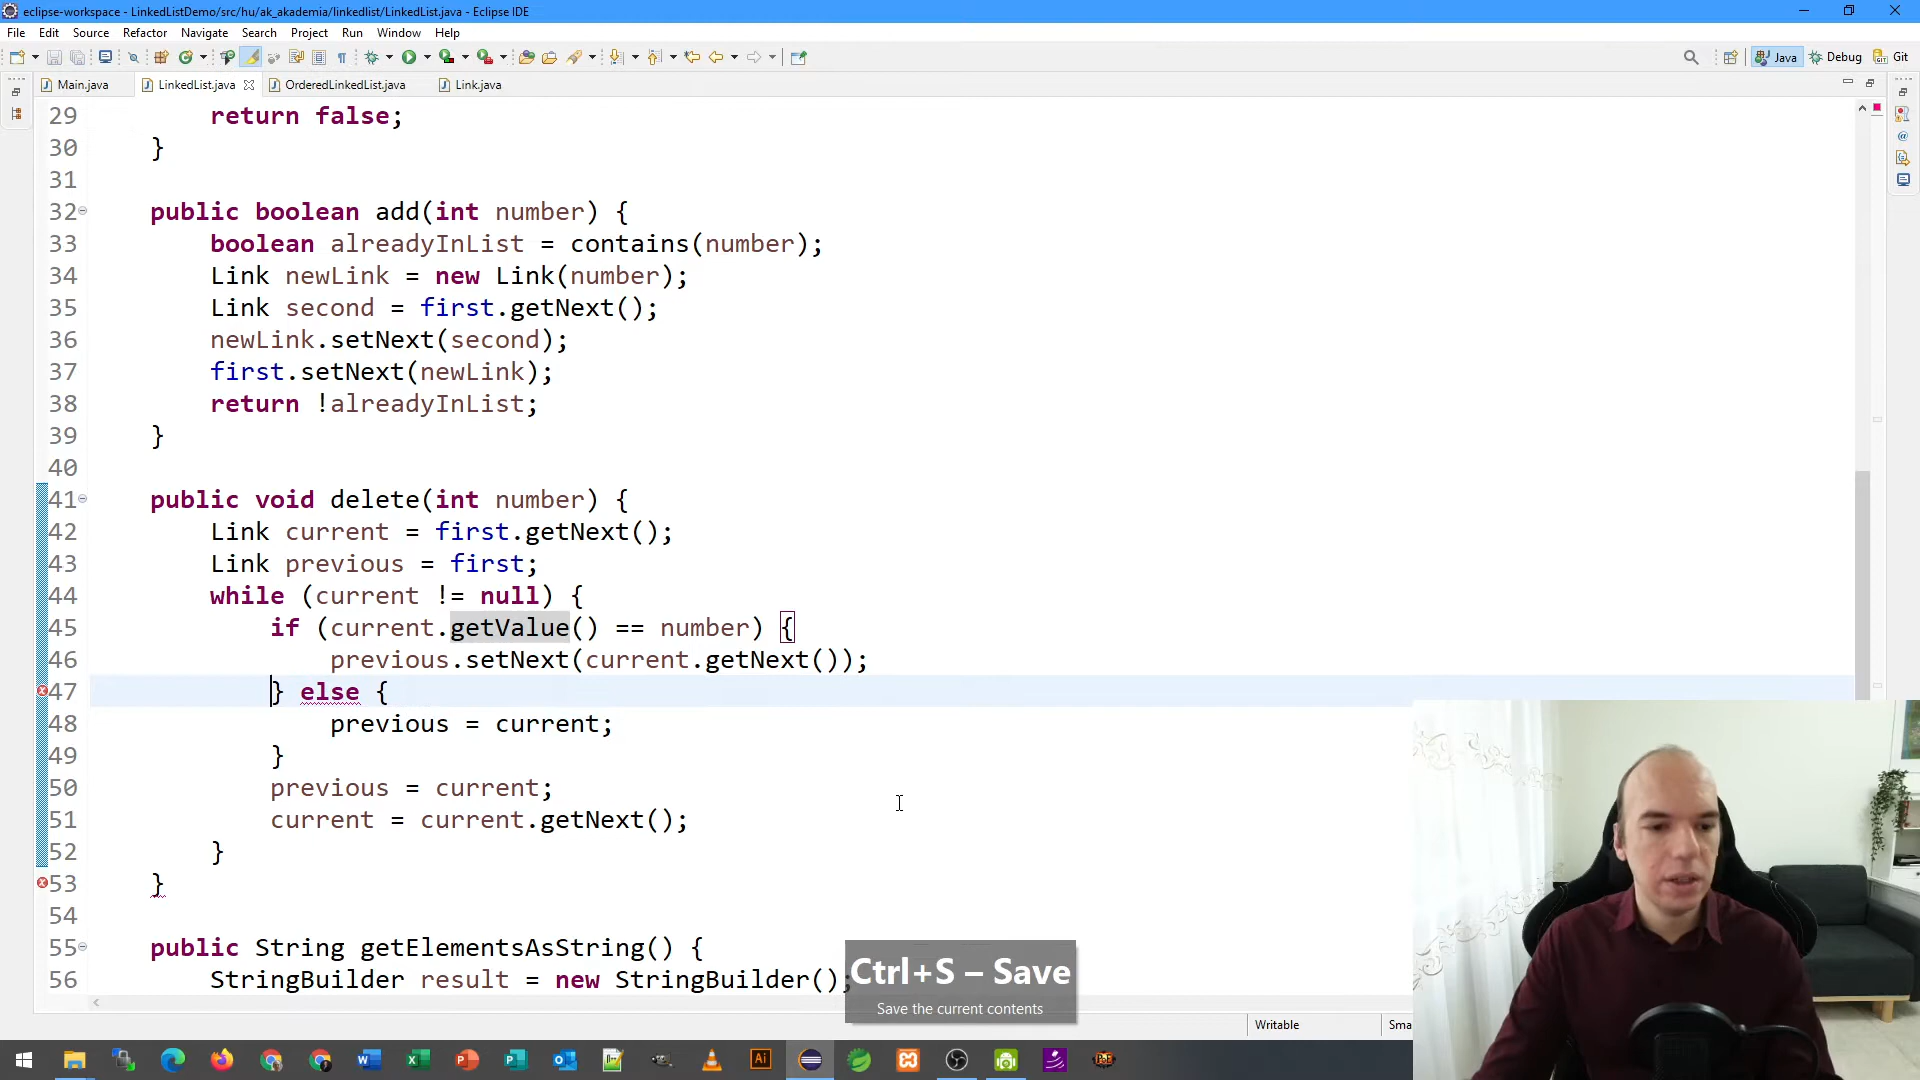 eclipse-workspace - LinkedListDemo/src/hu/ak_akademia/linkedlist/LinkedList.java - Eclipse IDE
File Edit Source Refactor Navigate Search Project Run Window Help
Java Debug Git
Main.java LinkedList.java OrderedLinkedList.java Link.java
29 return false;
30 }
31
32 public boolean add(int number) {
33 boolean alreadyInList = contains(number);
34 Link newLink = new Link(number);
35 Link second = first.getNext();
36 newLink.setNext(second);
37 first.setNext(newLink);
38 return !alreadyInList;
39 }
40
41 public void delete(int number) {
42 Link current = first.getNext();
43 Link previous = first;
44 while (current != null) {
45 if (current.getValue() == number) {
46 previous.setNext(current.getNext());
47 } else {
48 previous = current;
49 }
50 previous = current;
51 current = current.getNext();
52 }
53 }
54
55 public String getElementsAsString() {
56 StringBuilder result = new StringBuilder();
Ctrl+S – Save
Save the current contents
Writable Sma